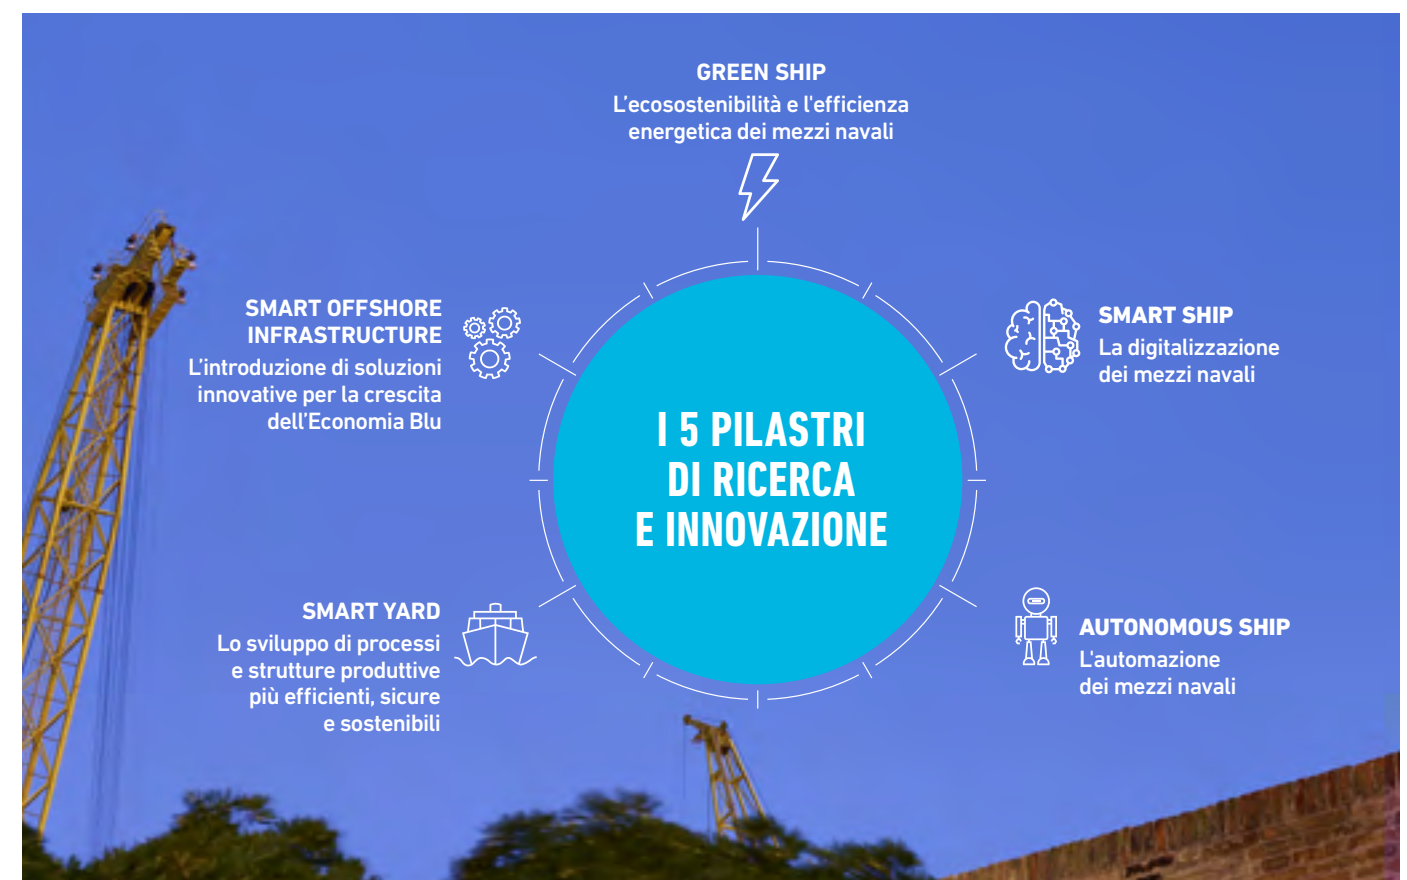 GREEN SHIP
L’ecosostenibilità e l'efficienza
energetica dei mezzi navali
SMART OFFSHORE
INFRASTRUCTURE
L’introduzione di soluzioni
innovative per la crescita
dell’Economia Blu
SMART SHIP
La digitalizzazione
dei mezzi navali
I 5 PILASTRI
DI RICERCA
E INNOVAZIONE
SMART YARD
Lo sviluppo di processi
e strutture produttive
più efficienti, sicure
e sostenibili
AUTONOMOUS SHIP
L'automazione
dei mezzi navali